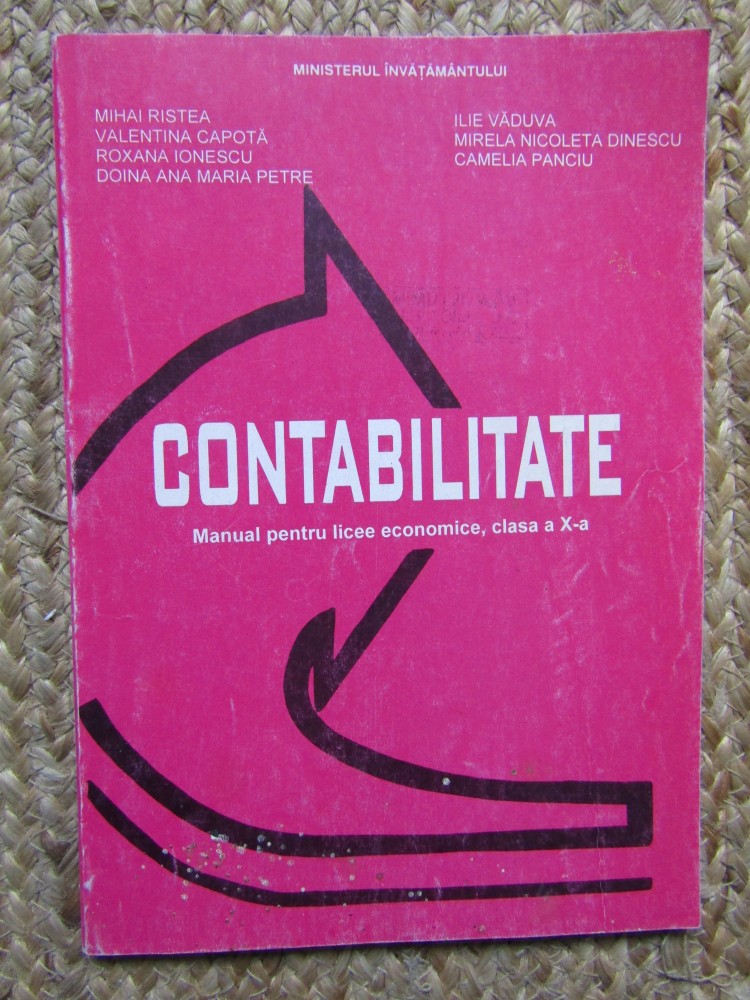 MINISTERUL ÎNVĂŢĂMÂNTULUI
MIHAI RISTEA
VALENTINA CAPOTĂ
ROXANA IONESCU
DOINA ANA MARIA PETRE
ILIE VĂDUVA
MIRELA NICOLETA DINESCU
CAMELIA PANCIU
CONTABILITATE
Manual pentru licee economice, clasa a X-a